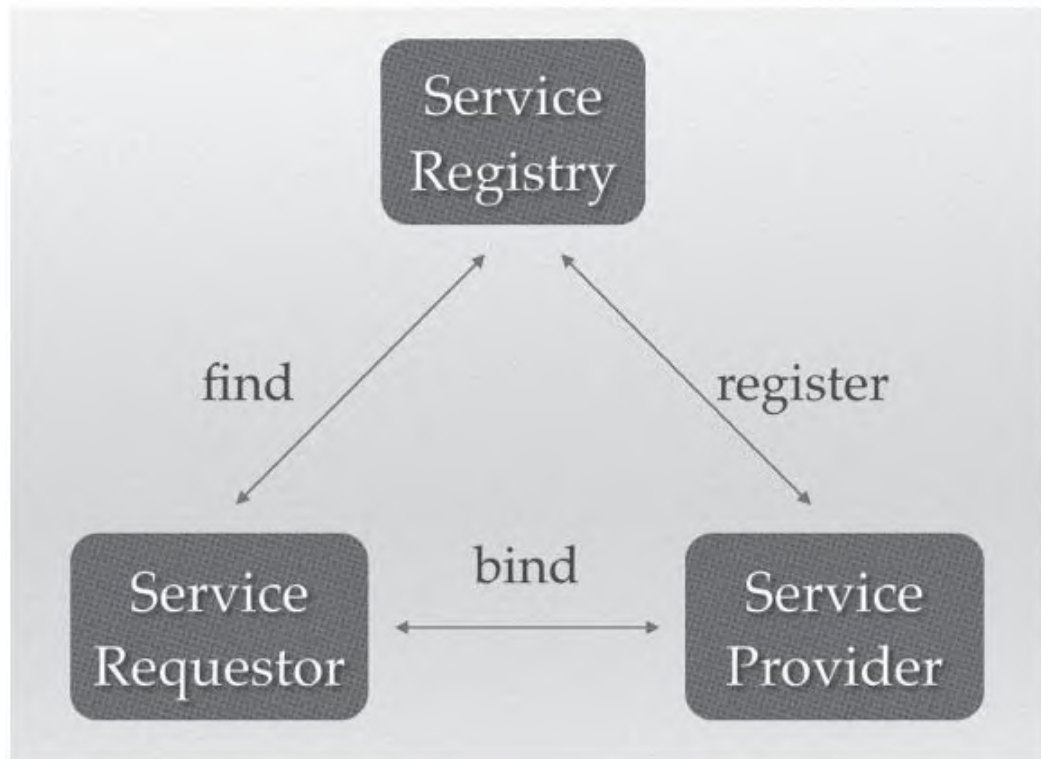 Service
Registry
find
register
bind
Service
Requestor
Service
Provider